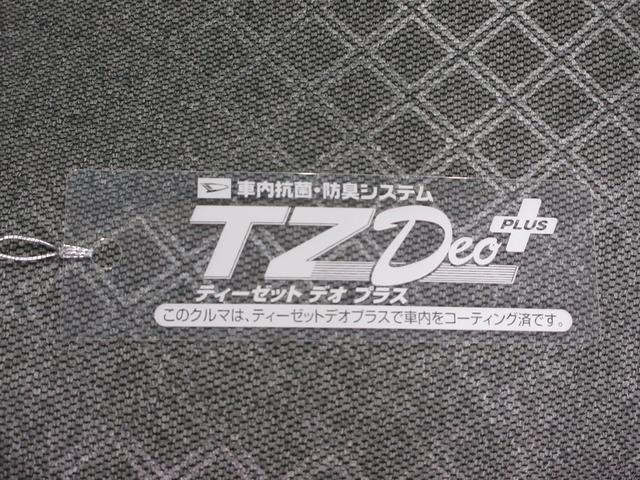 車内抗菌・防臭システム
TZ Deo PLUS
ティーゼット デオ プラス
このクルマは、ティーゼットデオプラスで車内をコーティング済です。